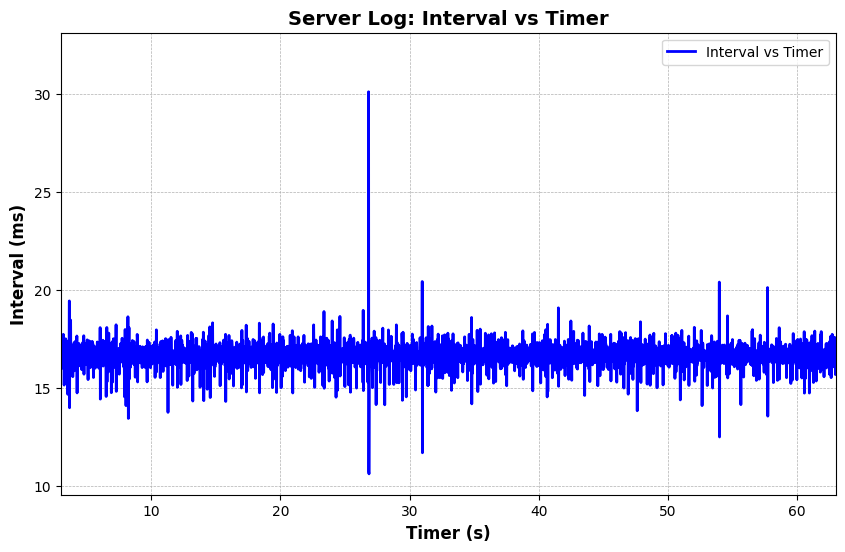 Server Log: Interval vs Timer
Interval vs Timer
30
25
20
15
10
Interval (ms)
10 20 30 40 50 60
Timer (s)